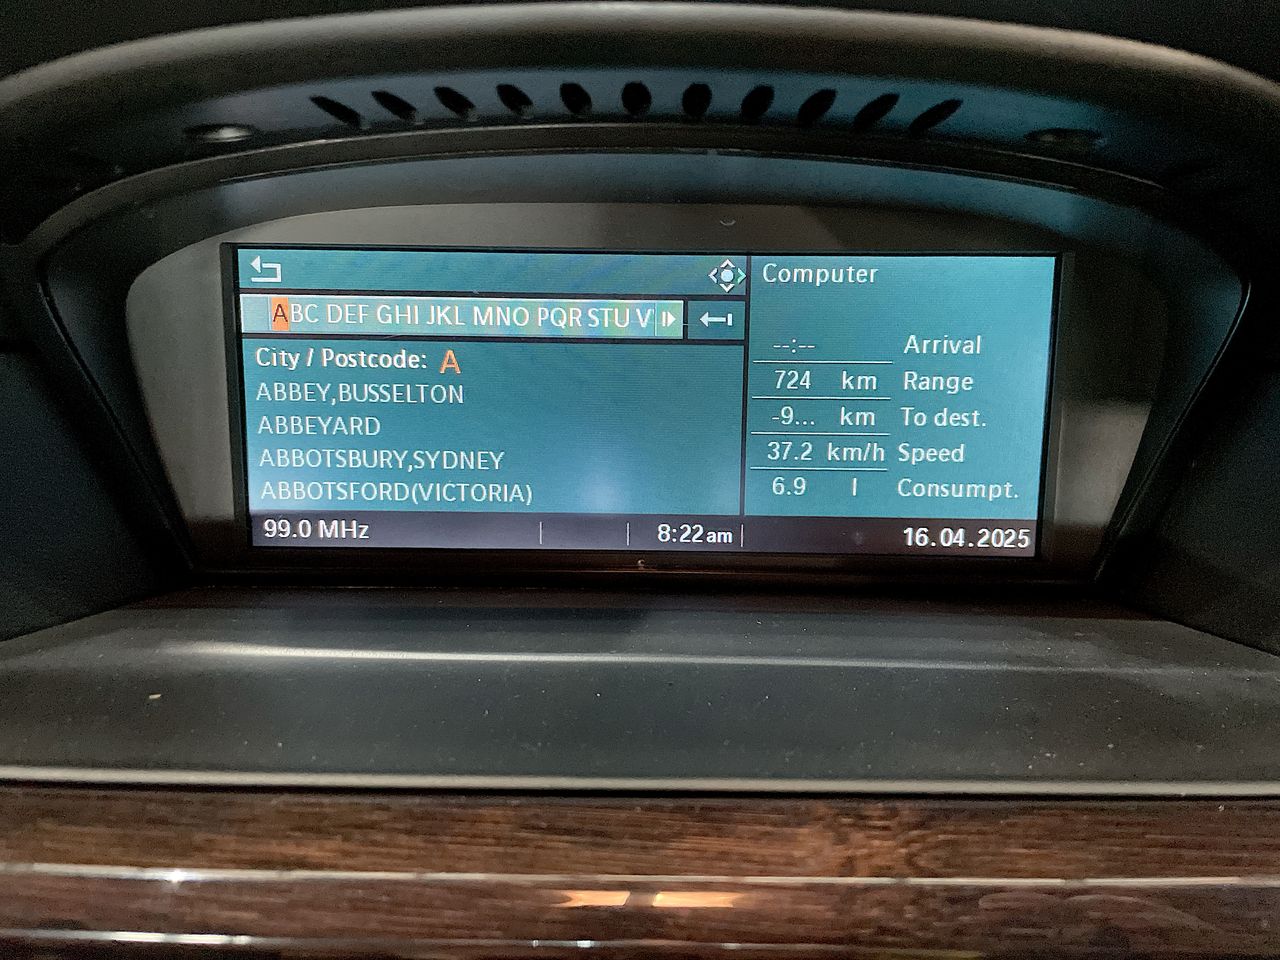 ABC DEF GHI JKL MNO PQR STU V
City / Postcode: A
ABBEY,BUSSELTON
ABBEYARD
ABBOTSBURY,SYDNEY
ABBOTSFORD(VICTORIA)
Computer
--:-- Arrival
724 km Range
-9... km To dest.
37.2 km/h Speed
6.9 l Consumpt.
99.0 MHz 8:22am 16.04.2025